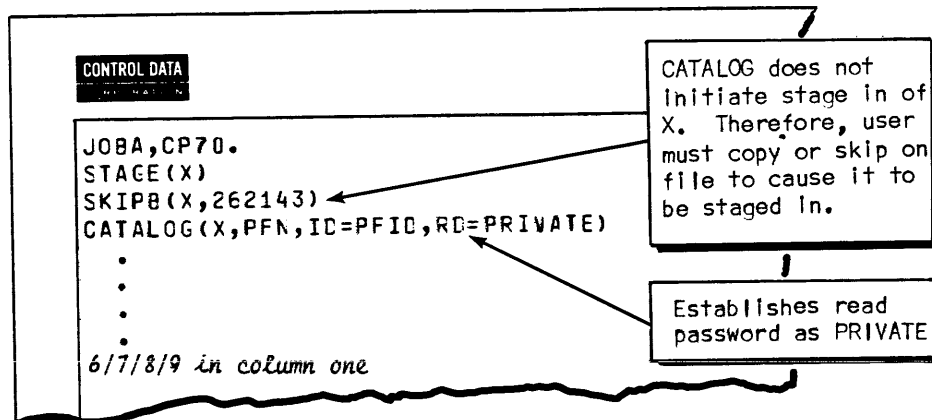 CONTROL DATA
CORPORATION
JOBA,CP70.
STAGE(X)
SKIPB(X,262143)
CATALOG(X,PFN,ID=PFID,RD=PRIVATE)
6/7/8/9 in column one
CATALOG does not
initiate stage in of
X. Therefore, user
must copy or skip on
file to cause it to
be staged in.
Establishes read
password as PRIVATE